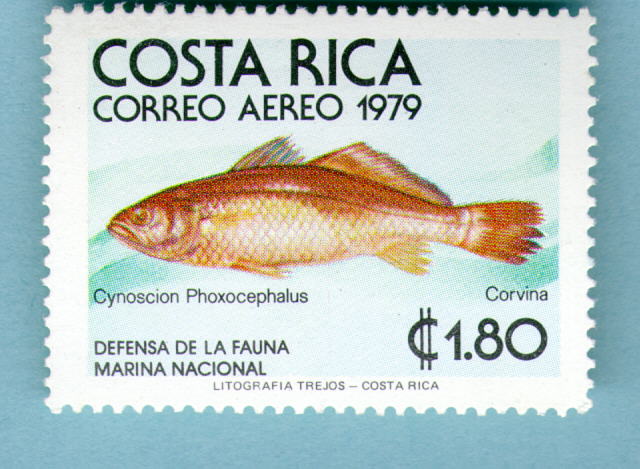 COSTA RICA
CORREO AEREO 1979
Cynoscion Phoxocephalus
Corvina
₡1.80
DEFENSA DE LA FAUNA
MARINA NACIONAL
LITOGRAFIA TREJOS – COSTA RICA